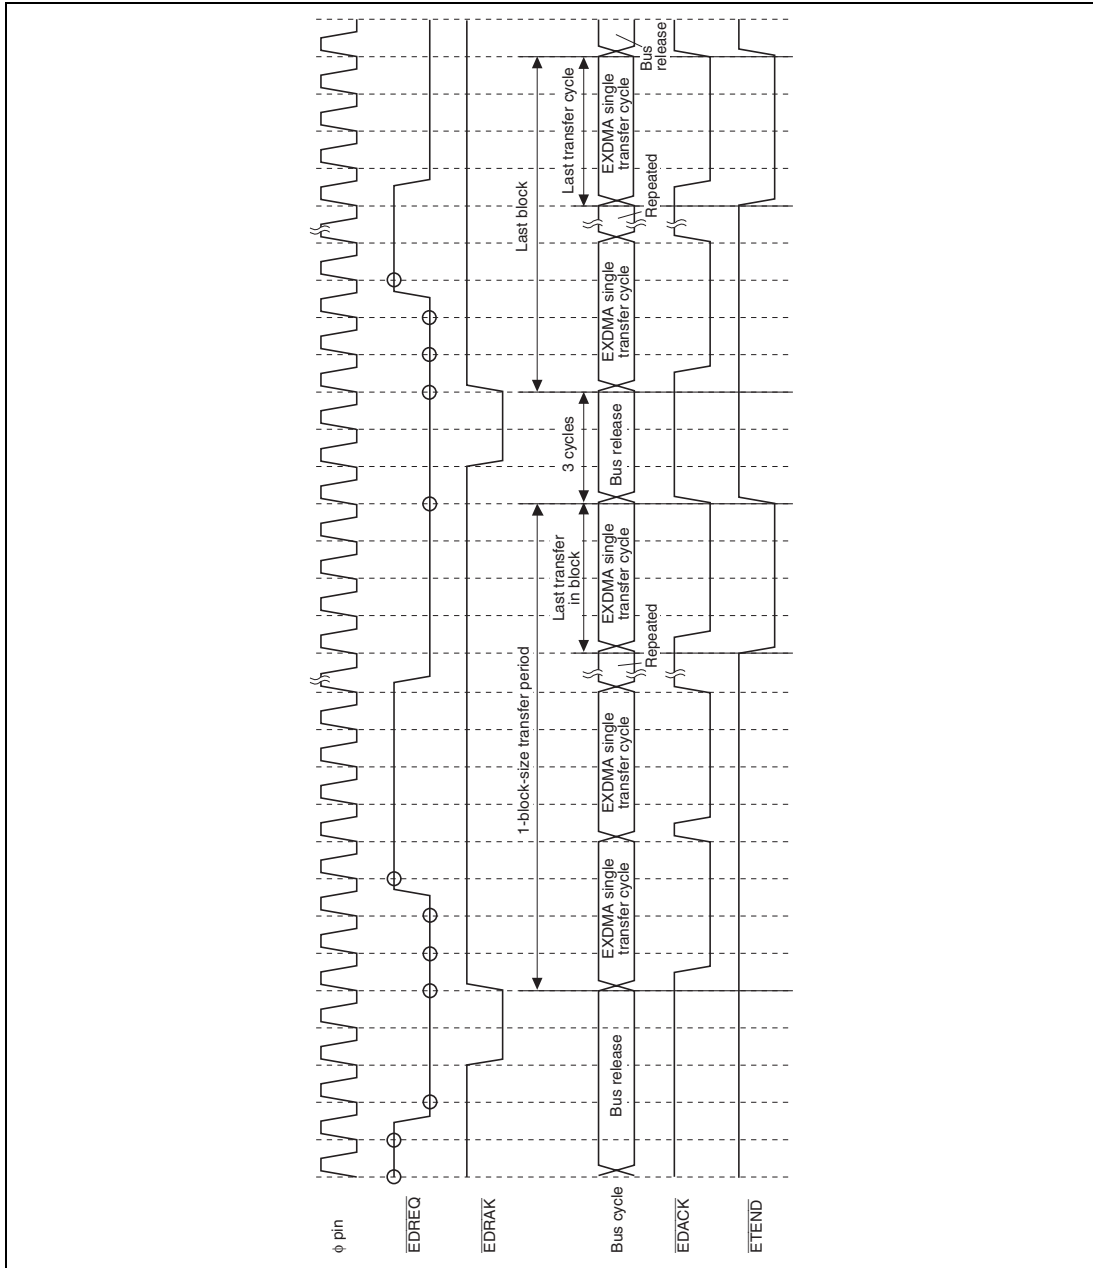 φ pin
EDREQ
EDRAK
1-block-size transfer period
Last transfer
in block
3 cycles
Last block
Last transfer cycle
Bus cycle
Bus release
EXDMA single
transfer cycle
EXDMA single
transfer cycle
Repeated
EXDMA single
transfer cycle
Bus release
EXDMA single
transfer cycle
Repeated
EXDMA single
transfer cycle
Bus
release
EDACK
ETEND